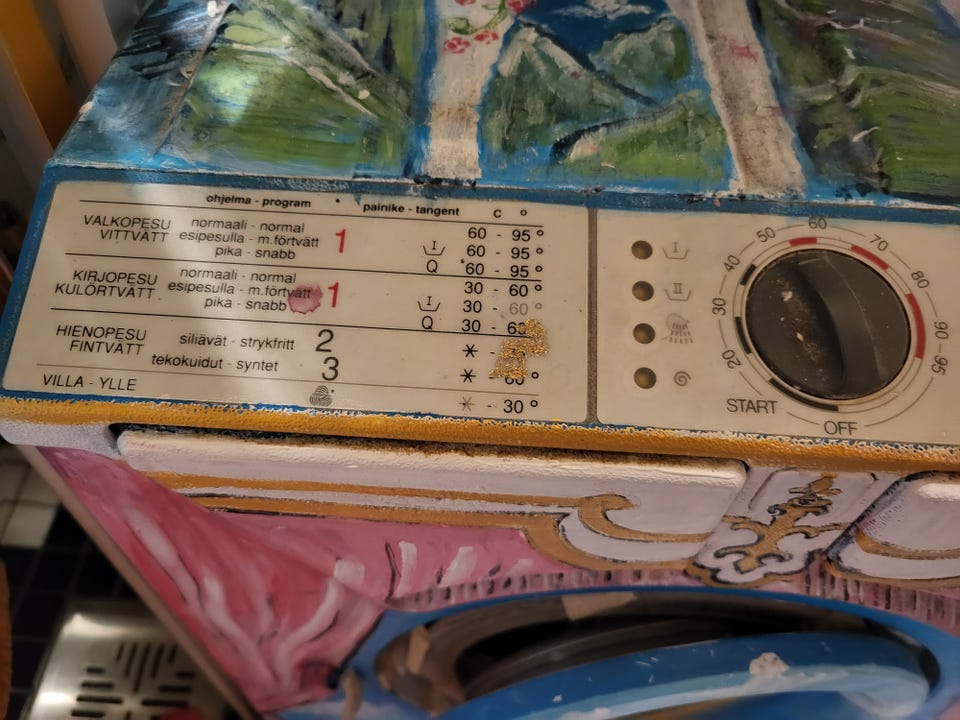 ohjelma - program • painike - tangent C °
VALKOPESU normaali - normal 60 - 95°
VITTVÄTT esipesulla - m.förtvätt 1 I 60 - 95°
pika - snabb Q 60 - 95°
KIRJOPESU normaali - normal 30 - 60°
KULÖRTVÄTT esipesulla - m.förtvätt 1 I 30 - 60°
pika - snabb Q 30 -
HIENOPESU siliävät - strykfritt 2 * -
FINTVÄTT tekokuidut - syntet 3 * - 60°
VILLA - YLLE * - 30°
I
II
START 20 30 40 50 60 70 80 90-95
OFF